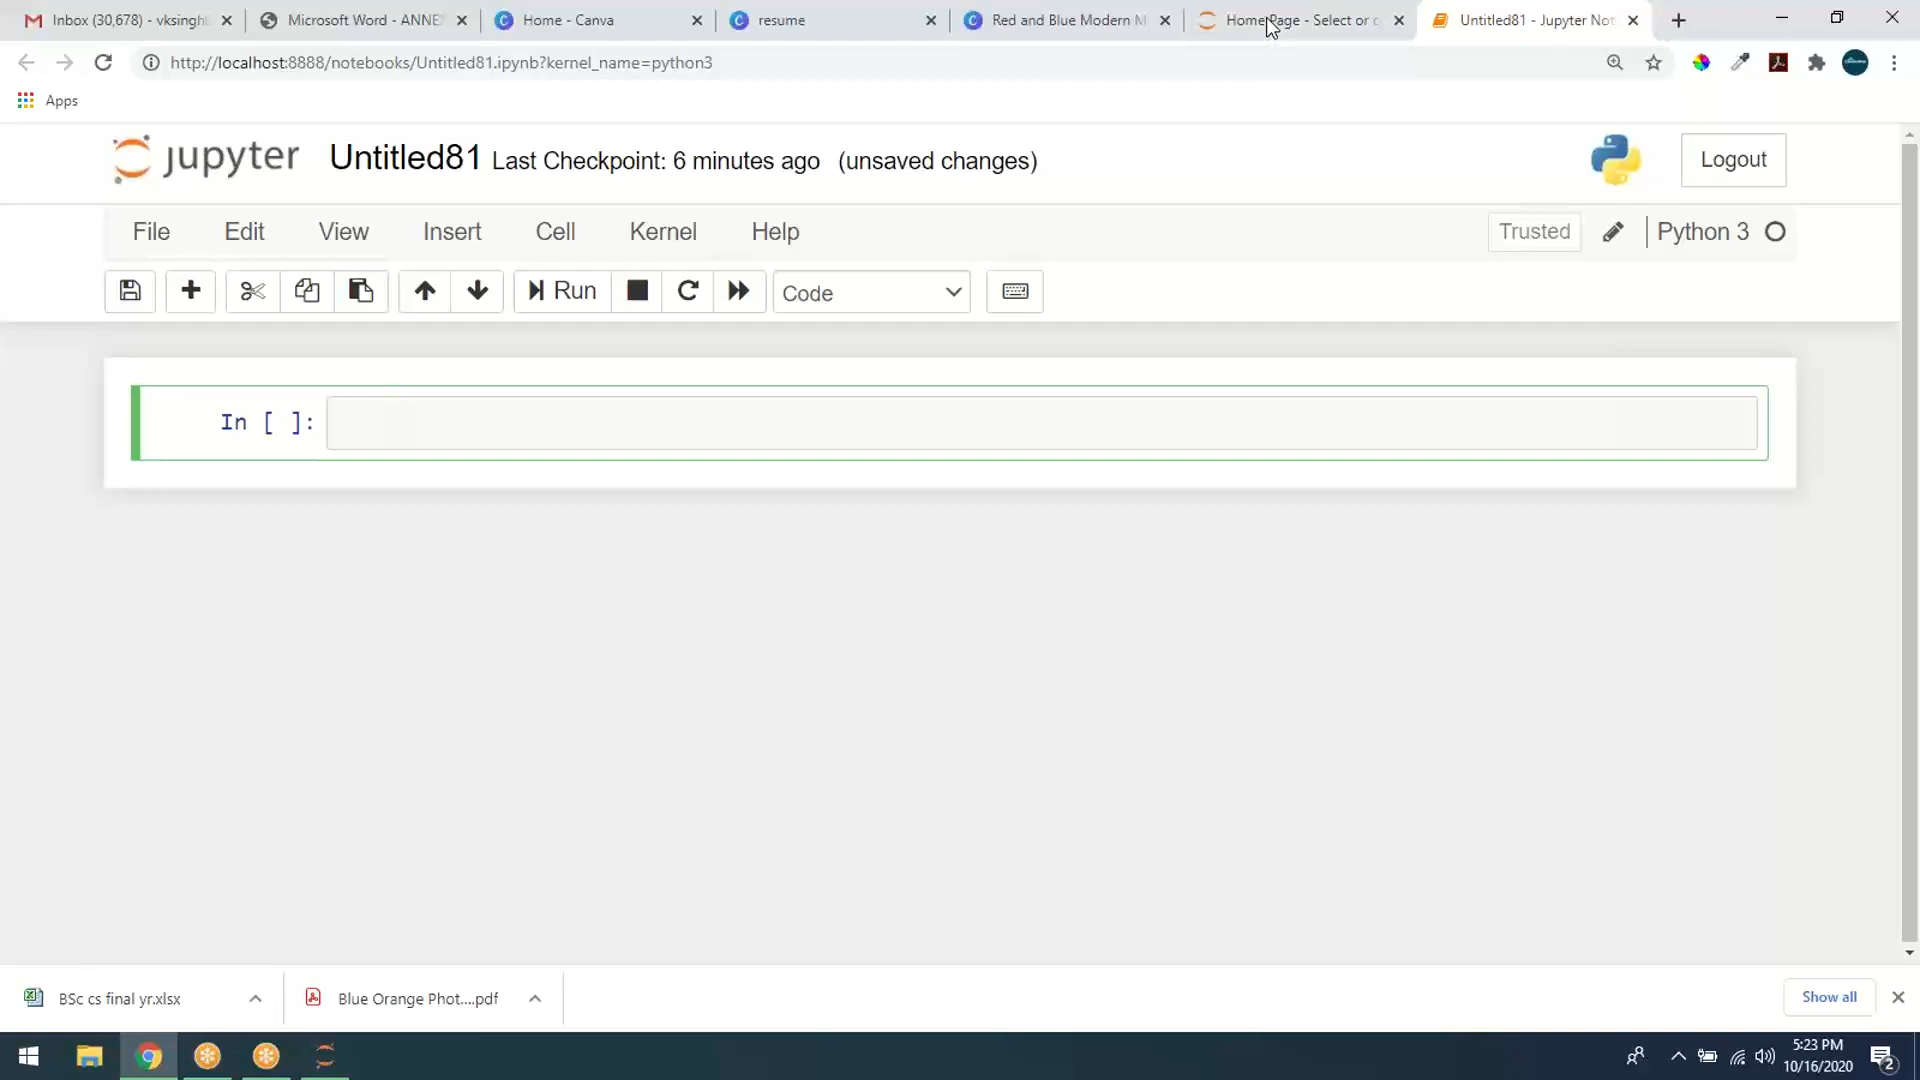 Inbox (30,678) - vksingh
Microsoft Word - ANNE
Home - Canva
resume
Red and Blue Modern M
Home Page - Select or c
Untitled81 - Jupyter Not
http://localhost:8888/notebooks/Untitled81.ipynb?kernel_name=python3
Apps
jupyter Untitled81 Last Checkpoint: 6 minutes ago (unsaved changes)
Logout
File Edit View Insert Cell Kernel Help
Trusted
Python 3
Run
Code
In [ ]:
BSc cs final yr.xlsx
Blue Orange Phot....pdf
Show all
5:23 PM
10/16/2020
2